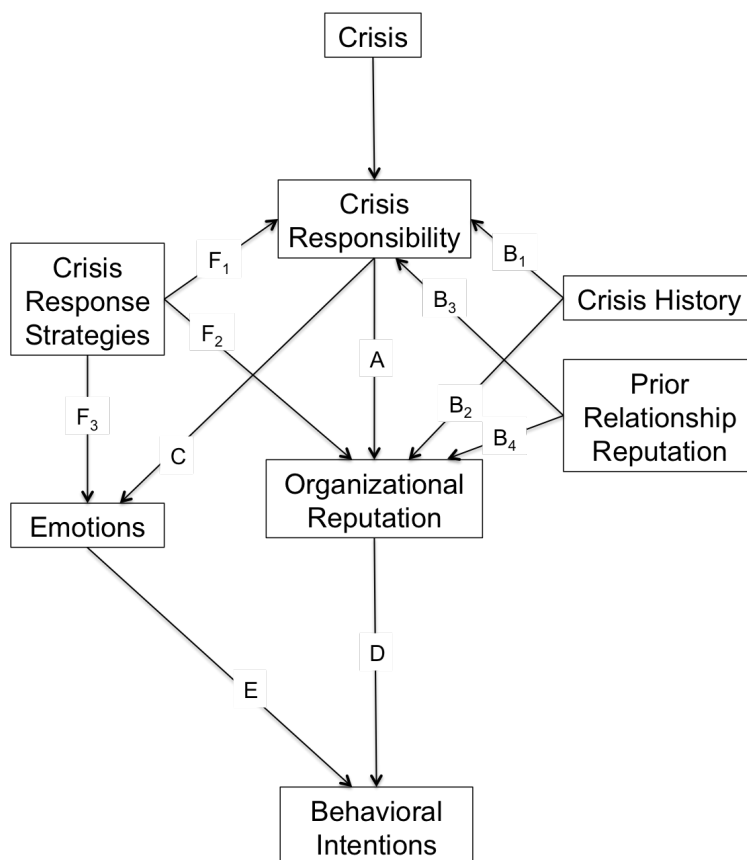 Crisis
Crisis
Responsibility
Crisis
Response
Strategies
F₁
B₁
Crisis History
B₃
F₂
A
Prior
Relationship
Reputation
B₂
F₃
B₄
C
Organizational
Reputation
Emotions
D
E
Behavioral
Intentions